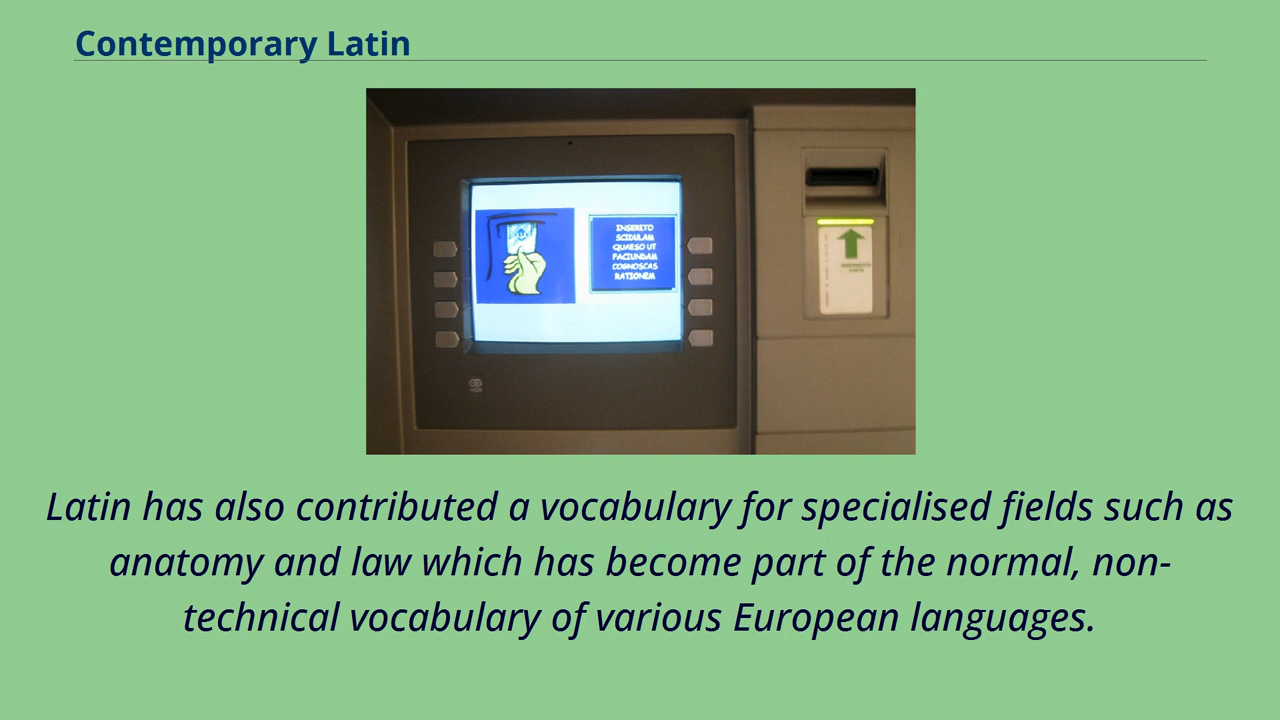 Contemporary Latin
INSERITO
SCIDULAM
QUAESO UT
FACIUNDAM
COGNOSCAS
RATIONEM
Latin has also contributed a vocabulary for specialised fields such as
anatomy and law which has become part of the normal, non-
technical vocabulary of various European languages.